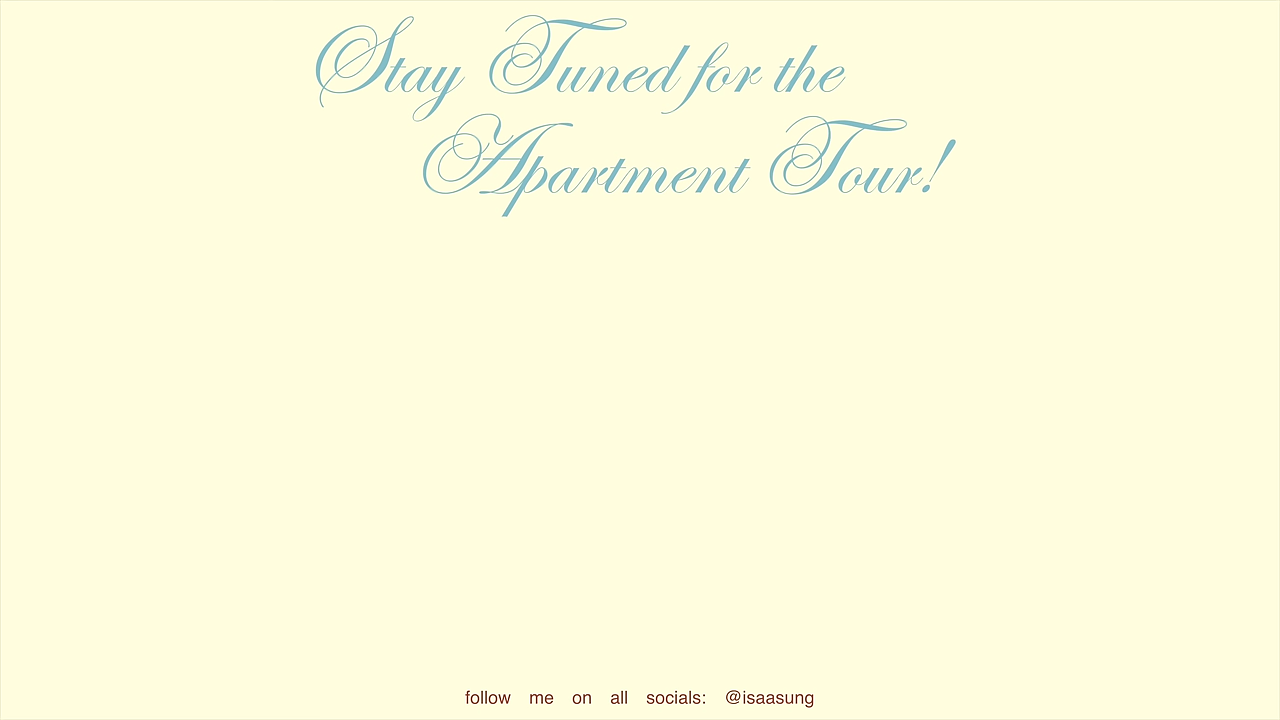 Stay Tuned for the
Apartment Tour!
follow me on all socials: @isaasung